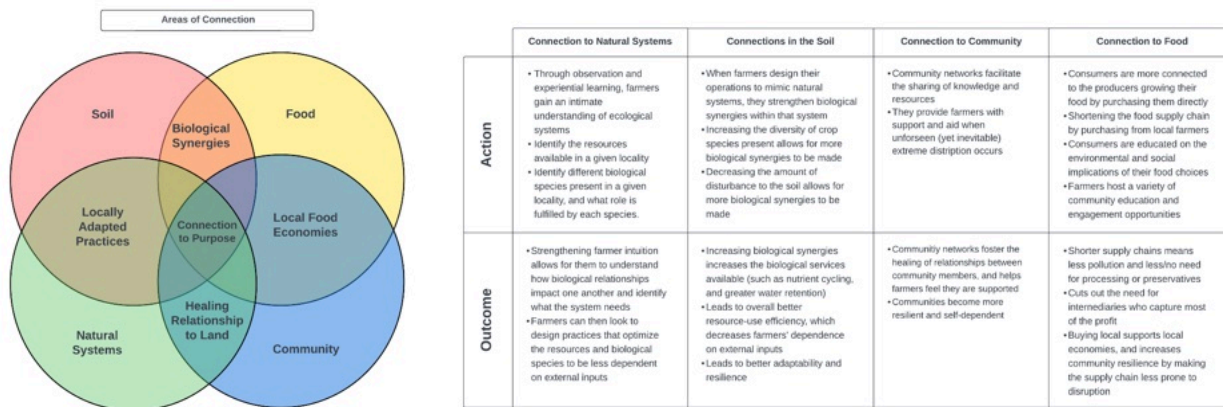 Areas of Connection
Soil
Biological
Synergies
Food
Locally
Adapted
Practices
Connection
to Purpose
Local Food
Economies
Natural
Systems
Healing
Relationship
to Land
Community
Connection to Natural Systems
Connections in the Soil
Connection to Community
Connection to Food
Action
• Through observation and
experiential learning, farmers
gain an intimate
understanding of ecological
systems
• Identify the resources
available in a given locality
• Identify different biological
species present in a given
locality, and what role is
fulfilled by each species.
• When farmers design their
operations to mimic natural
systems, they strengthen biological
synergies within that system
• Increasing the diversity of crop
species present allows for more
biological synergies to be made
• Decreasing the amount of
disturbance to the soil allows for
more biological synergies to be
made
• Community networks facilitate
the sharing of knowledge and
resources
• They provide farmers with
support and aid when
unforseen (yet inevitable)
extreme distription occurs
• Consumers are more connected
to the producers growing their
food by purchasing them directly
• Shortening the food supply chain
by purchasing from local farmers
• Consumers are educated on the
environmental and social
implications of their food choices
• Farmers host a variety of
community education and
engagement opportunities
Outcome
• Strengthening farmer intuition
allows for them to understand
how biological relationships
impact one another and identify
what the system needs
• Farmers can then look to
design practices that optimize
the resources and biological
species to be less dependent
on external inputs
• Increasing biological synergies
increases the biological services
available (such as nutrient cycling,
and greater water retention)
• Leads to overall better
resource-use efficiency, which
decreases farmers' dependence
on external inputs
• Leads to better adaptability and
resilience
• Communitiy networks foster the
healing of relationships between
community members, and helps
farmers feel they are supported
• Communities become more
resilient and self-dependent
• Shorter supply chains means
less pollution and less/no need
for processing or preservatives
• Cuts out the need for
internediaries who capture most
of the profit
• Buying local supports local
economies, and increases
community resilience by making
the supply chain less prone to
disruption